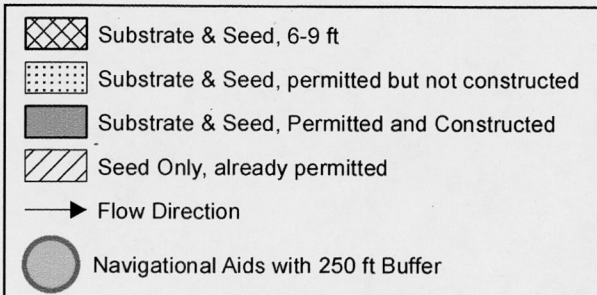 Substrate & Seed, 6-9 ft
Substrate & Seed, permitted but not constructed
Substrate & Seed, Permitted and Constructed
Seed Only, already permitted
Flow Direction
Navigational Aids with 250 ft Buffer